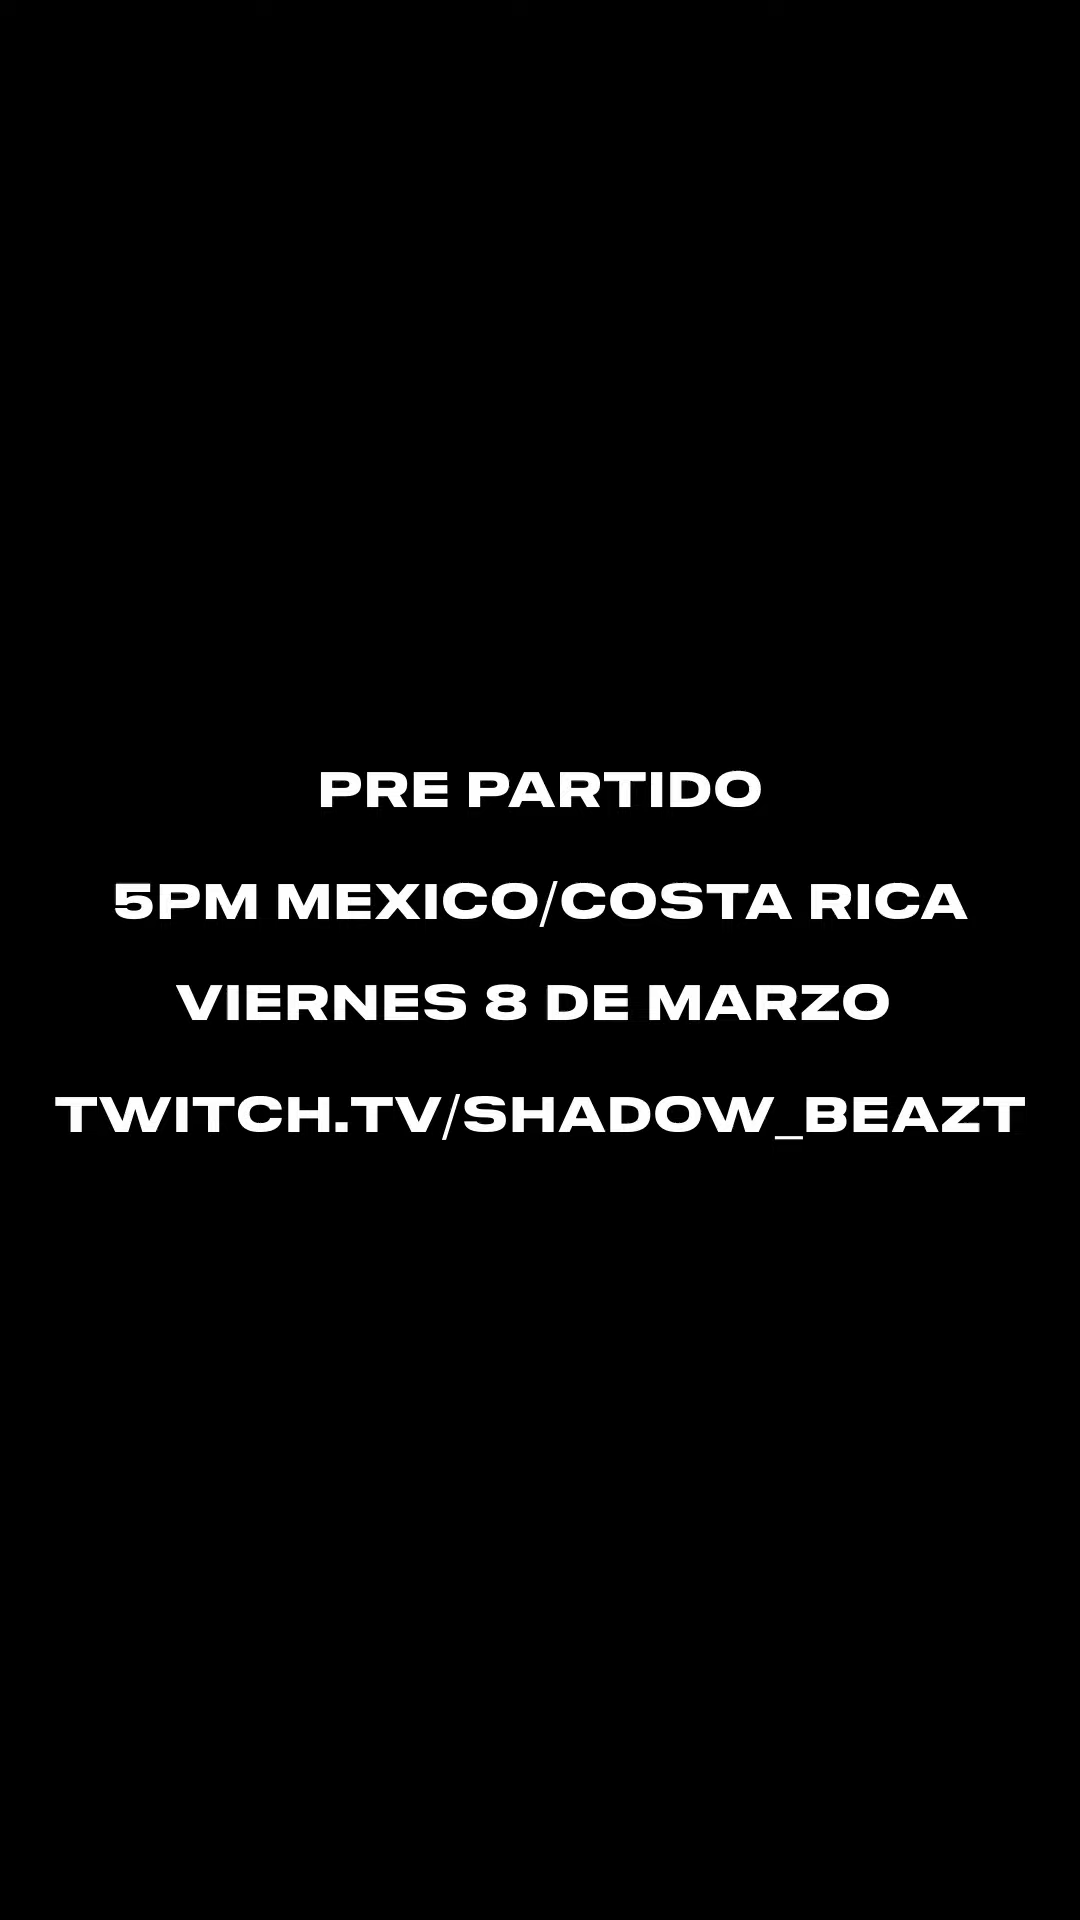 PRE PARTIDO
5PM MEXICO/COSTA RICA
VIERNES 8 DE MARZO
TWITCH.TV/SHADOW_BEAZT